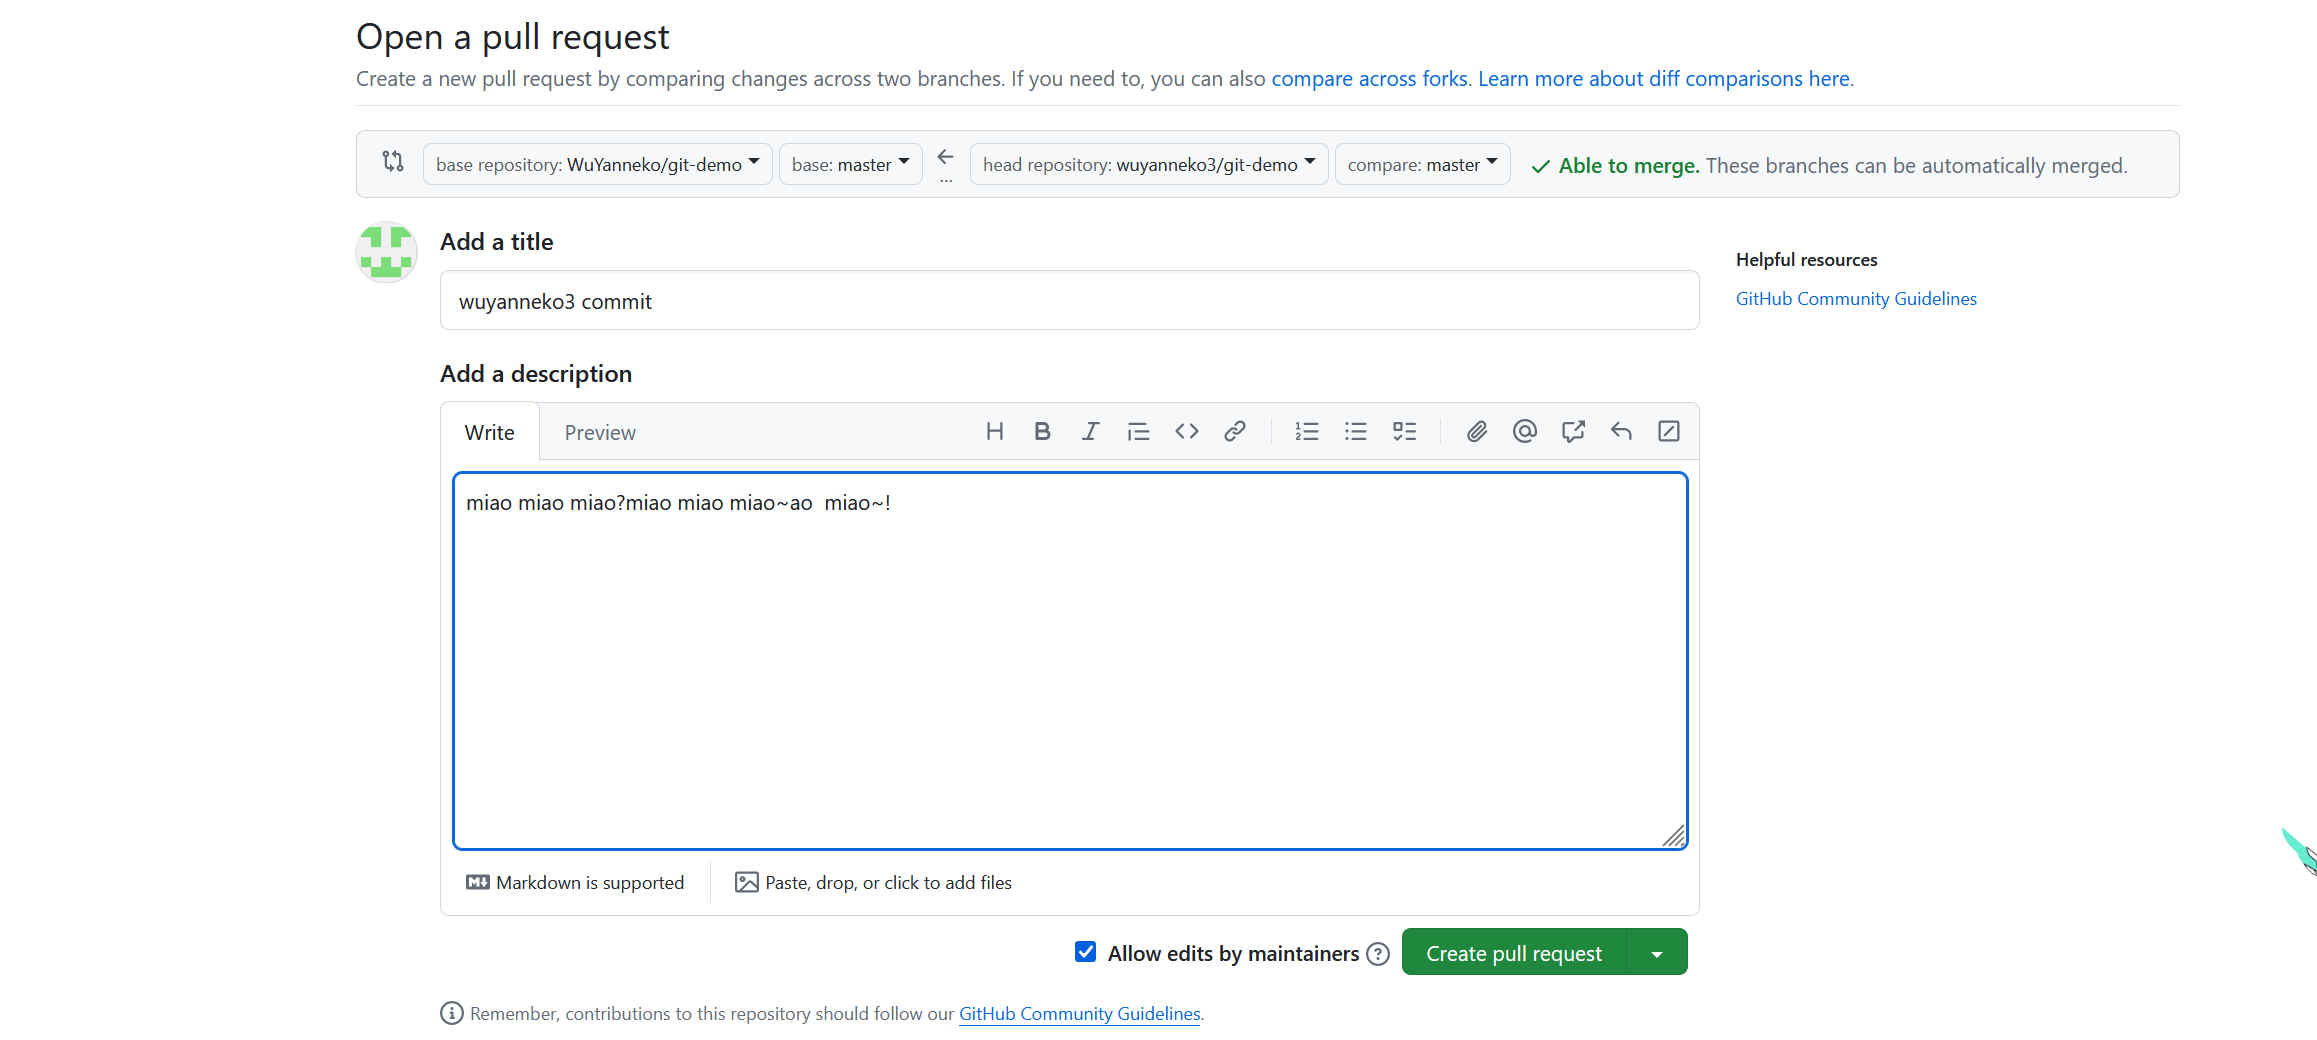 Open a pull request
Create a new pull request by comparing changes across two branches. If you need to, you can also compare across forks. Learn more about diff comparisons here.
base repository: WuYanneko/git-demo base: master ... head repository: wuyanneko3/git-demo compare: master Able to merge. These branches can be automatically merged.
Add a title
wuyanneko3 commit
Helpful resources
GitHub Community Guidelines
Add a description
Write Preview
miao miao miao?miao miao miao~ao  miao~!
Markdown is supported Paste, drop, or click to add files
Allow edits by maintainers Create pull request
Remember, contributions to this repository should follow our GitHub Community Guidelines.